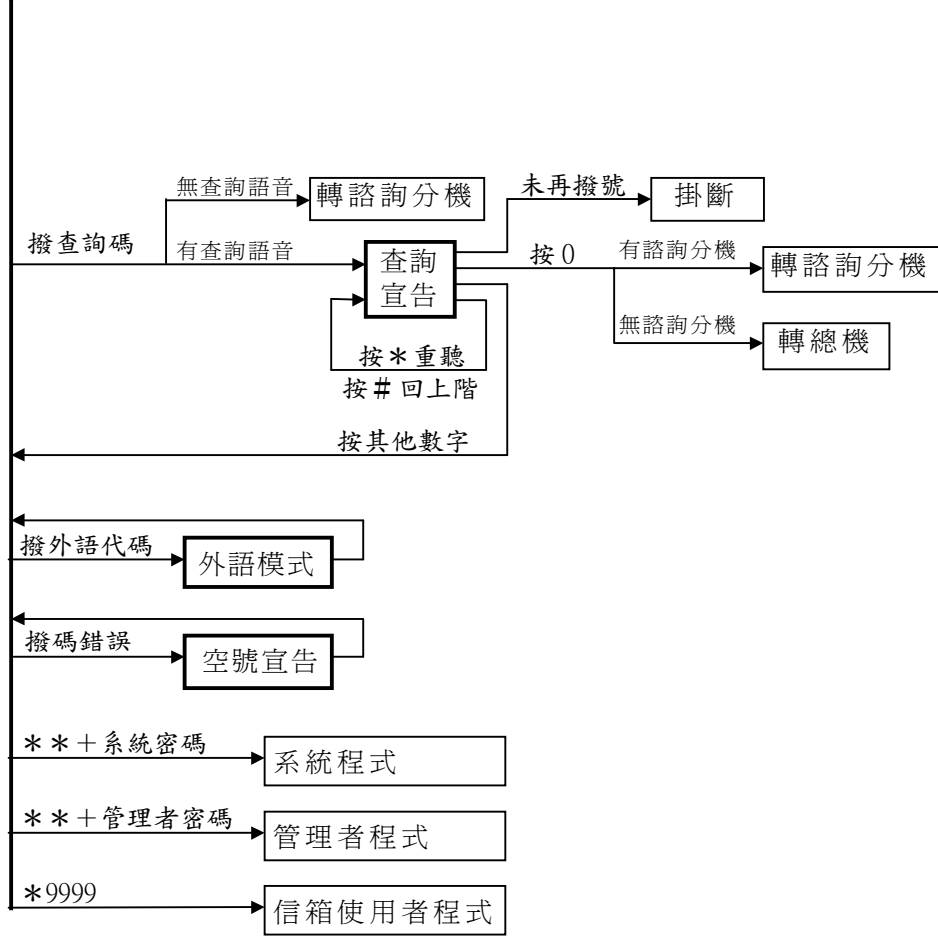 無查詢語音
轉諮詢分機
未再撥號
掛斷
撥查詢碼
有查詢語音
查詢
宣告
按0
有諮詢分機
轉諮詢分機
無諮詢分機
轉總機
按＊重聽
按＃回上階
按其他數字
撥外語代碼
外語模式
撥碼錯誤
空號宣告
＊＊＋系統密碼
系統程式
＊＊＋管理者密碼
管理者程式
＊9999
信箱使用者程式